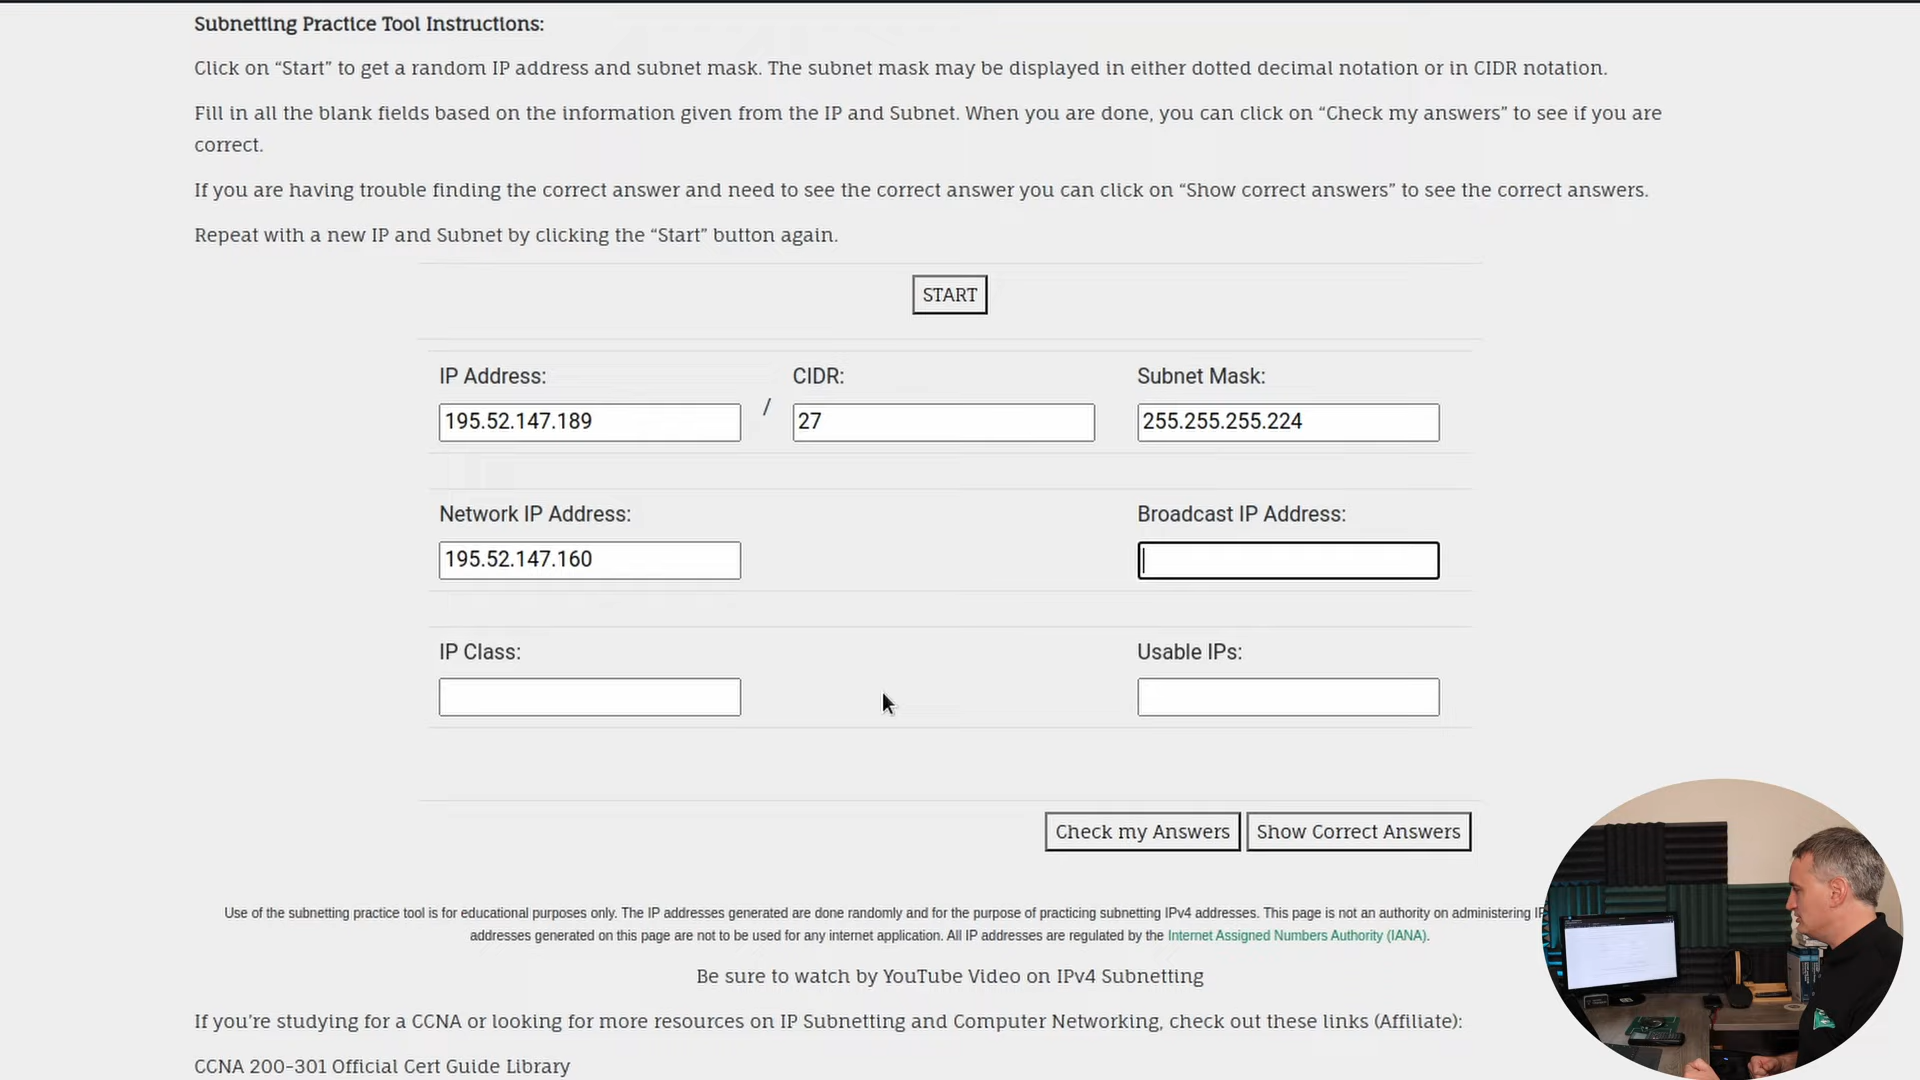 Subnetting Practice Tool Instructions:
Click on “Start” to get a random IP address and subnet mask. The subnet mask may be displayed in either dotted decimal notation or in CIDR notation.
Fill in all the blank fields based on the information given from the IP and Subnet. When you are done, you can click on “Check my answers” to see if you are
correct.
If you are having trouble finding the correct answer and need to see the correct answer you can click on “Show correct answers” to see the correct answers.
Repeat with a new IP and Subnet by clicking the “Start” button again.
START
IP Address: CIDR: Subnet Mask:
195.52.147.189 / 27 255.255.255.224
Network IP Address: Broadcast IP Address:
195.52.147.160
IP Class: Usable IPs:
Check my Answers Show Correct Answers
Use of the subnetting practice tool is for educational purposes only. The IP addresses generated are done randomly and for the purpose of practicing subnetting IPv4 addresses. This page is not an authority on administering IP
addresses generated on this page are not to be used for any internet application. All IP addresses are regulated by the Internet Assigned Numbers Authority (IANA).
Be sure to watch by YouTube Video on IPv4 Subnetting
If you’re studying for a CCNA or looking for more resources on IP Subnetting and Computer Networking, check out these links (Affiliate):
CCNA 200-301 Official Cert Guide Library